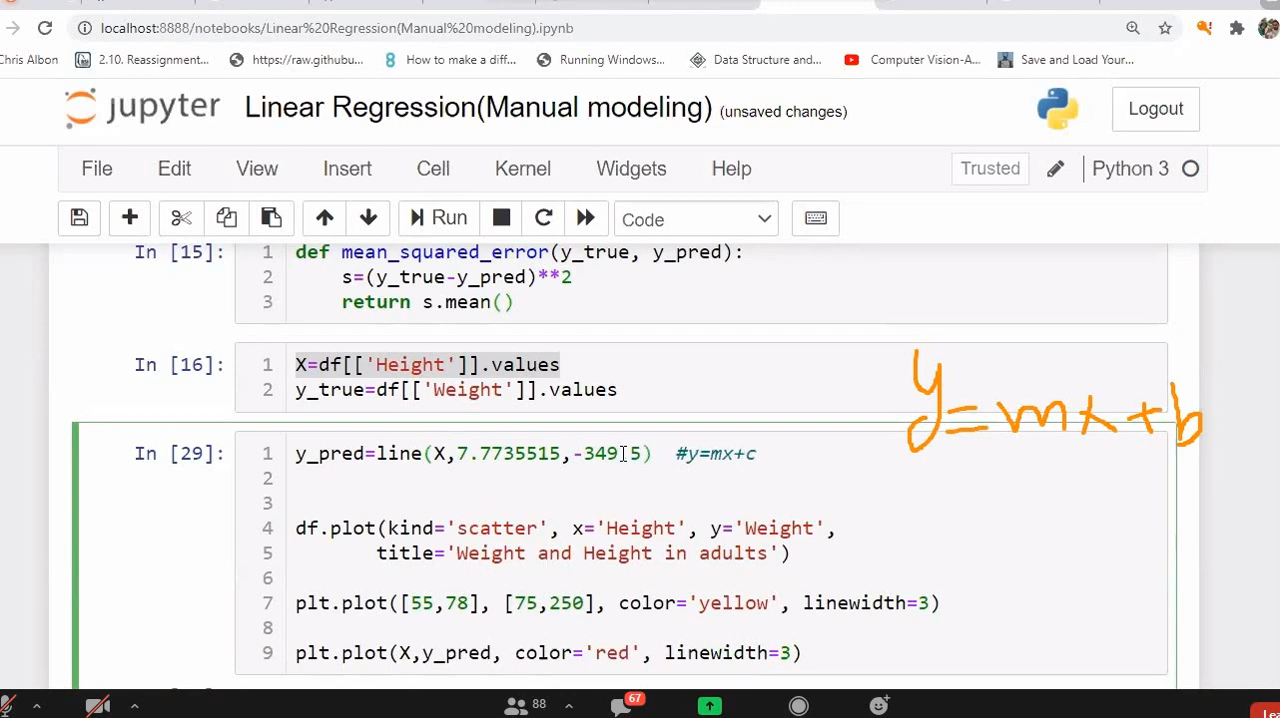 localhost:8888/notebooks/Linear%20Regression(Manual%20modeling).ipynb
Chris Albon 2.10. Reassignment... https://raw.githubu... How to make a diff... Running Windows... Data Structure and... Computer Vision-A... Save and Load Your...
jupyter Linear Regression(Manual modeling) (unsaved changes) Logout
File Edit View Insert Cell Kernel Widgets Help Trusted Python 3
Run Code
In [15]: 1 def mean_squared_error(y_true, y_pred):
2 s=(y_true-y_pred)**2
3 return s.mean()
In [16]: 1 X=df[['Height']].values
2 y_true=df[['Weight']].values
y=mx+b
In [29]: 1 y_pred=line(X,7.7735515,-349.5) #y=mx+c
2
3
4 df.plot(kind='scatter', x='Height', y='Weight',
5 title='Weight and Height in adults')
6
7 plt.plot([55,78], [75,250], color='yellow', linewidth=3)
8
9 plt.plot(X,y_pred, color='red', linewidth=3)
88 67